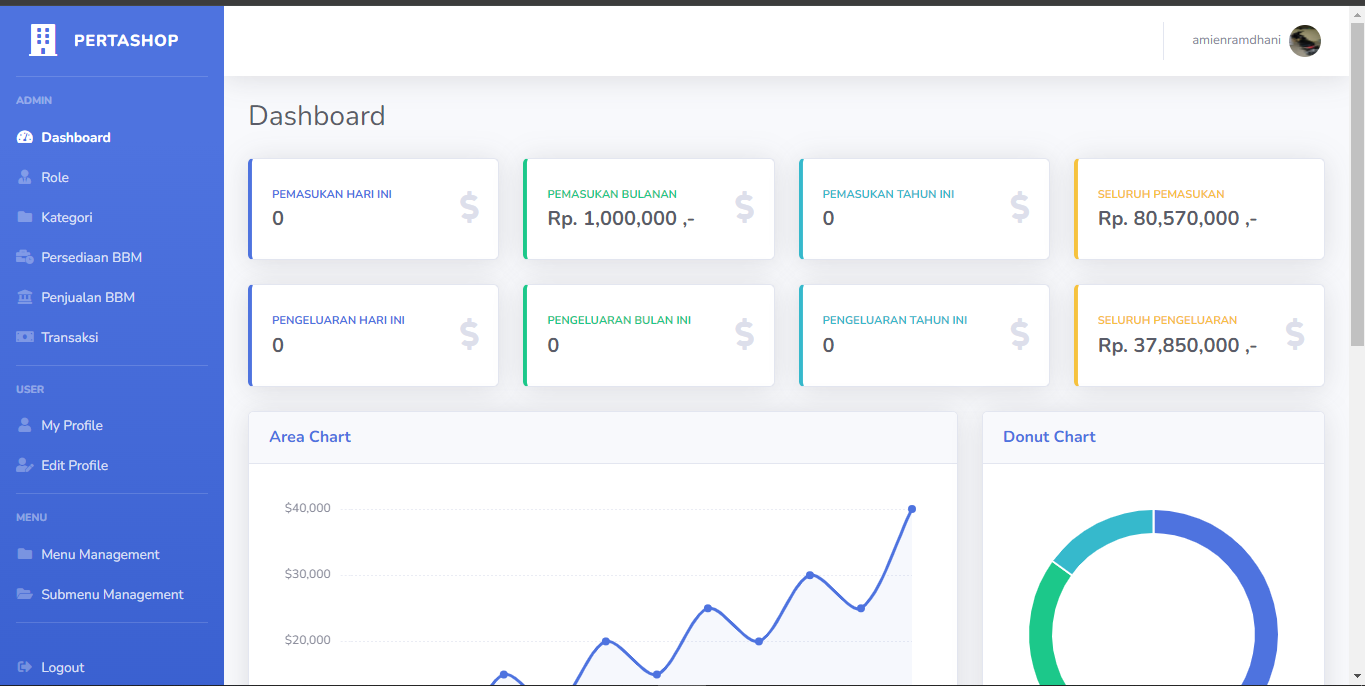 PERTASHOP
amienramdhani
ADMIN
Dashboard
Role
Kategori
Persediaan BBM
Penjualan BBM
Transaksi
USER
My Profile
Edit Profile
MENU
Menu Management
Submenu Management
Logout
Dashboard
PEMASUKAN HARI INI
0
PEMASUKAN BULANAN
Rp. 1,000,000 ,-
PEMASUKAN TAHUN INI
0
SELURUH PEMASUKAN
Rp. 80,570,000 ,-
PENGELUARAN HARI INI
0
PENGELUARAN BULAN INI
0
PENGELUARAN TAHUN INI
0
SELURUH PENGELUARAN
Rp. 37,850,000 ,-
Area Chart
$40,000
$30,000
$20,000
Donut Chart